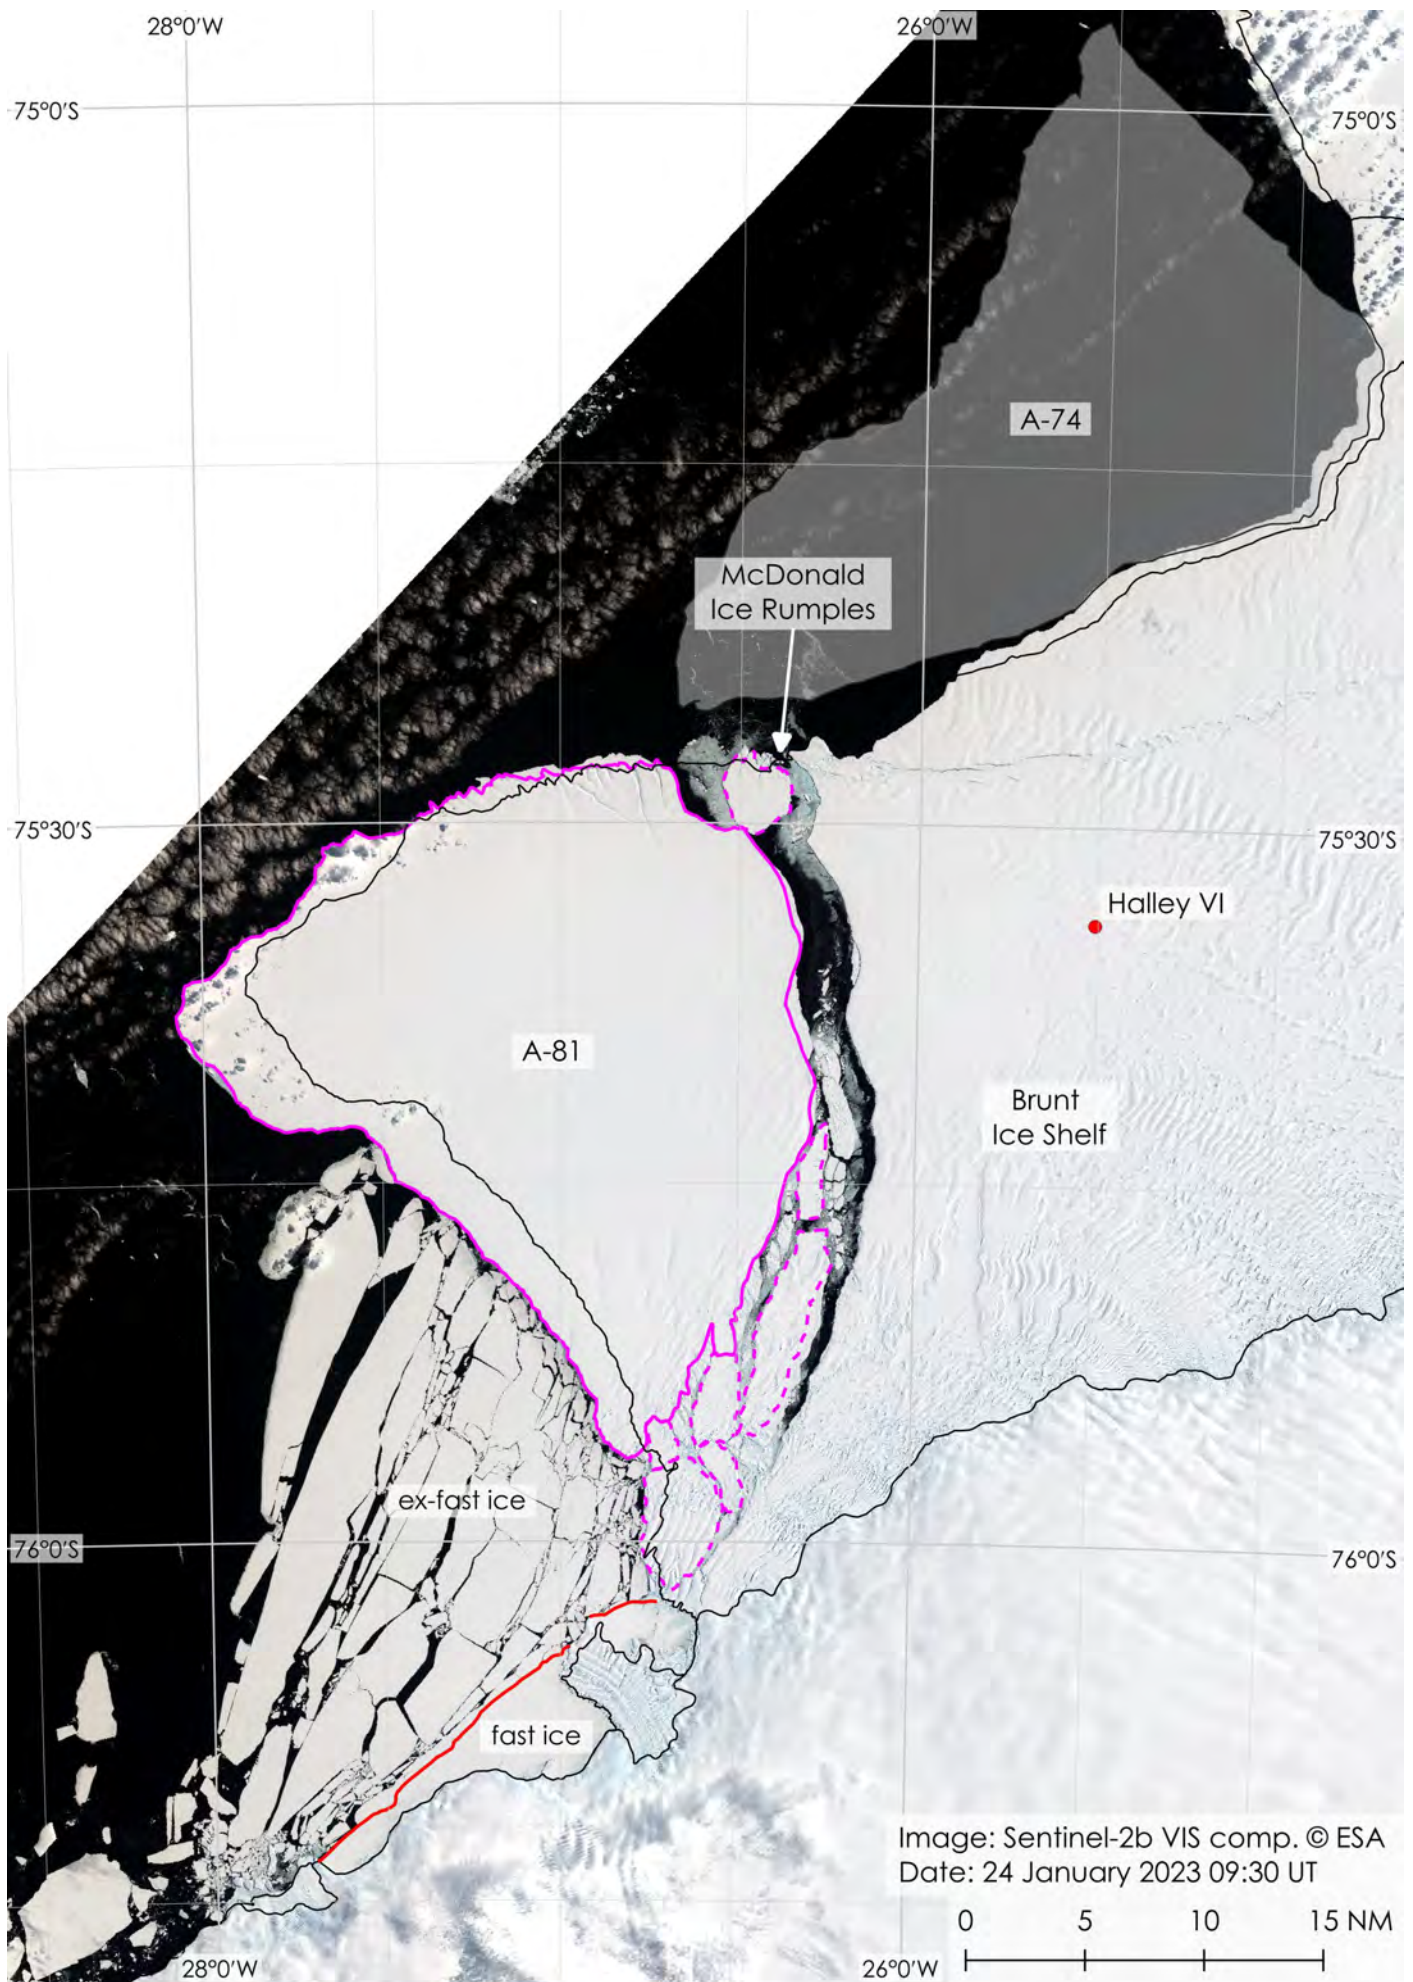 28°0'W
26°0'W
75°0'S
75°0'S
A-74
McDonald
Ice Rumples
75°30'S
75°30'S
Halley VI
A-81
Brunt
Ice Shelf
ex-fast ice
76°0'S
76°0'S
fast ice
Image: Sentinel-2b VIS comp. © ESA
Date: 24 January 2023 09:30 UT
0 5 10 15 NM
28°0'W
26°0'W